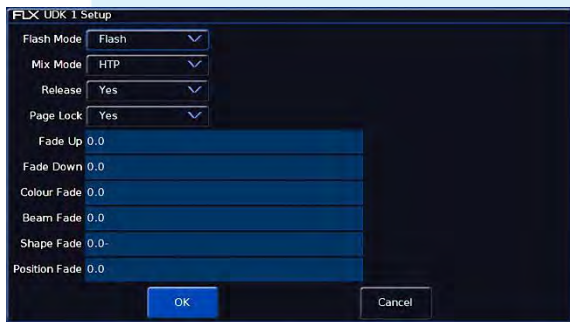 FLX UDK 1 Setup
Flash Mode Flash
Mix Mode HTP
Release Yes
Page Lock Yes
Fade Up 0.0
Fade Down 0.0
Colour Fade 0.0
Beam Fade 0.0
Shape Fade 0.0-
Position Fade 0.0
OK Cancel